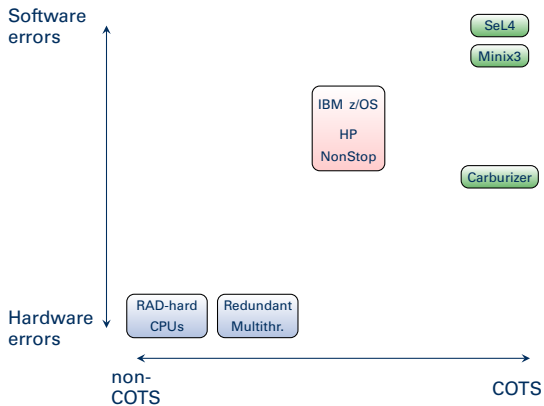 Software
errors
SeL4
Minix3
IBM z/OS
HP
NonStop
Carburizer
RAD-hard
CPUs
Redundant
Multithr.
Hardware
errors
non-
COTS
COTS